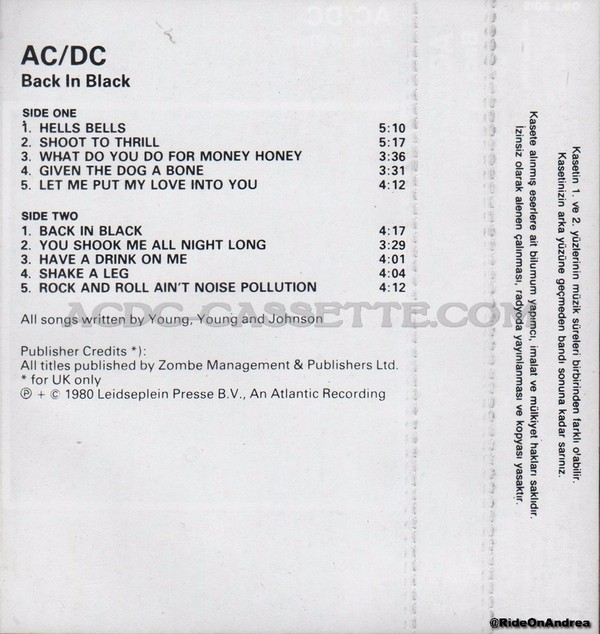 AC/DC
Back In Black
SIDE ONE
1. HELLS BELLS 5:10
2. SHOOT TO THRILL 5:17
3. WHAT DO YOU DO FOR MONEY HONEY 3:36
4. GIVEN THE DOG A BONE 3:31
5. LET ME PUT MY LOVE INTO YOU 4:12
SIDE TWO
1. BACK IN BLACK 4:17
2. YOU SHOOK ME ALL NIGHT LONG 3:29
3. HAVE A DRINK ON ME 4:01
4. SHAKE A LEG 4:04
5. ROCK AND ROLL AIN'T NOISE POLLUTION 4:12
ACDC-CASSETTE.COM
All songs written by Young, Young and Johnson
Publisher Credits *):
All titles published by Zombe Management & Publishers Ltd.
* for UK only
℗ + © 1980 Leidseplein Presse B.V., An Atlantic Recording
Kasetin 1. ve 2. yüzlerinin müzik süreleri birbirinden farklı olabilir.
Kasetinizin arka yüzüne geçmeden bandı sonuna kadar sarınız.
Kasete alınmış eserlere ait bilumum yapımcı, imalat ve mülkiyet hakları saklıdır.
İzinsiz olarak alenen çalınması, radyoda yayınlanması ve kopyası yasaktır.
@RideOnAndrea